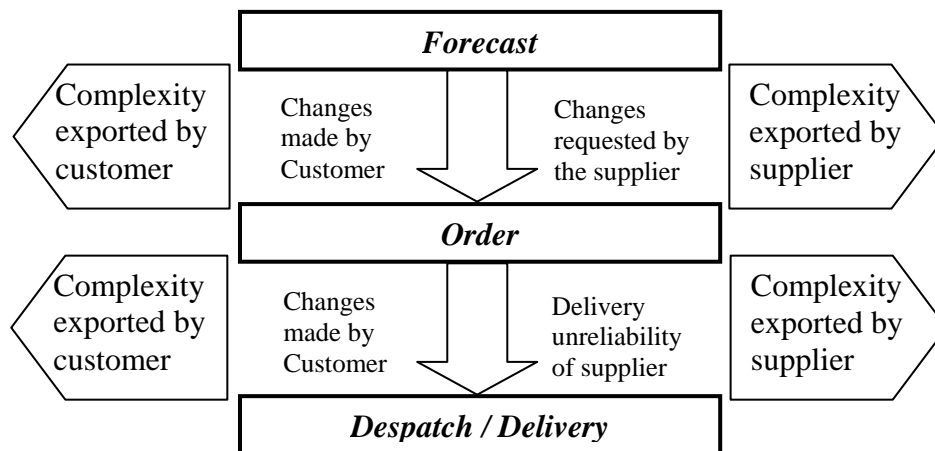 Forecast
Complexity
exported by
customer
Changes
made by
Customer
Changes
requested by
the supplier
Complexity
exported by
supplier
Order
Complexity
exported by
customer
Changes
made by
Customer
Delivery
unreliability
of supplier
Complexity
exported by
supplier
Despatch / Delivery